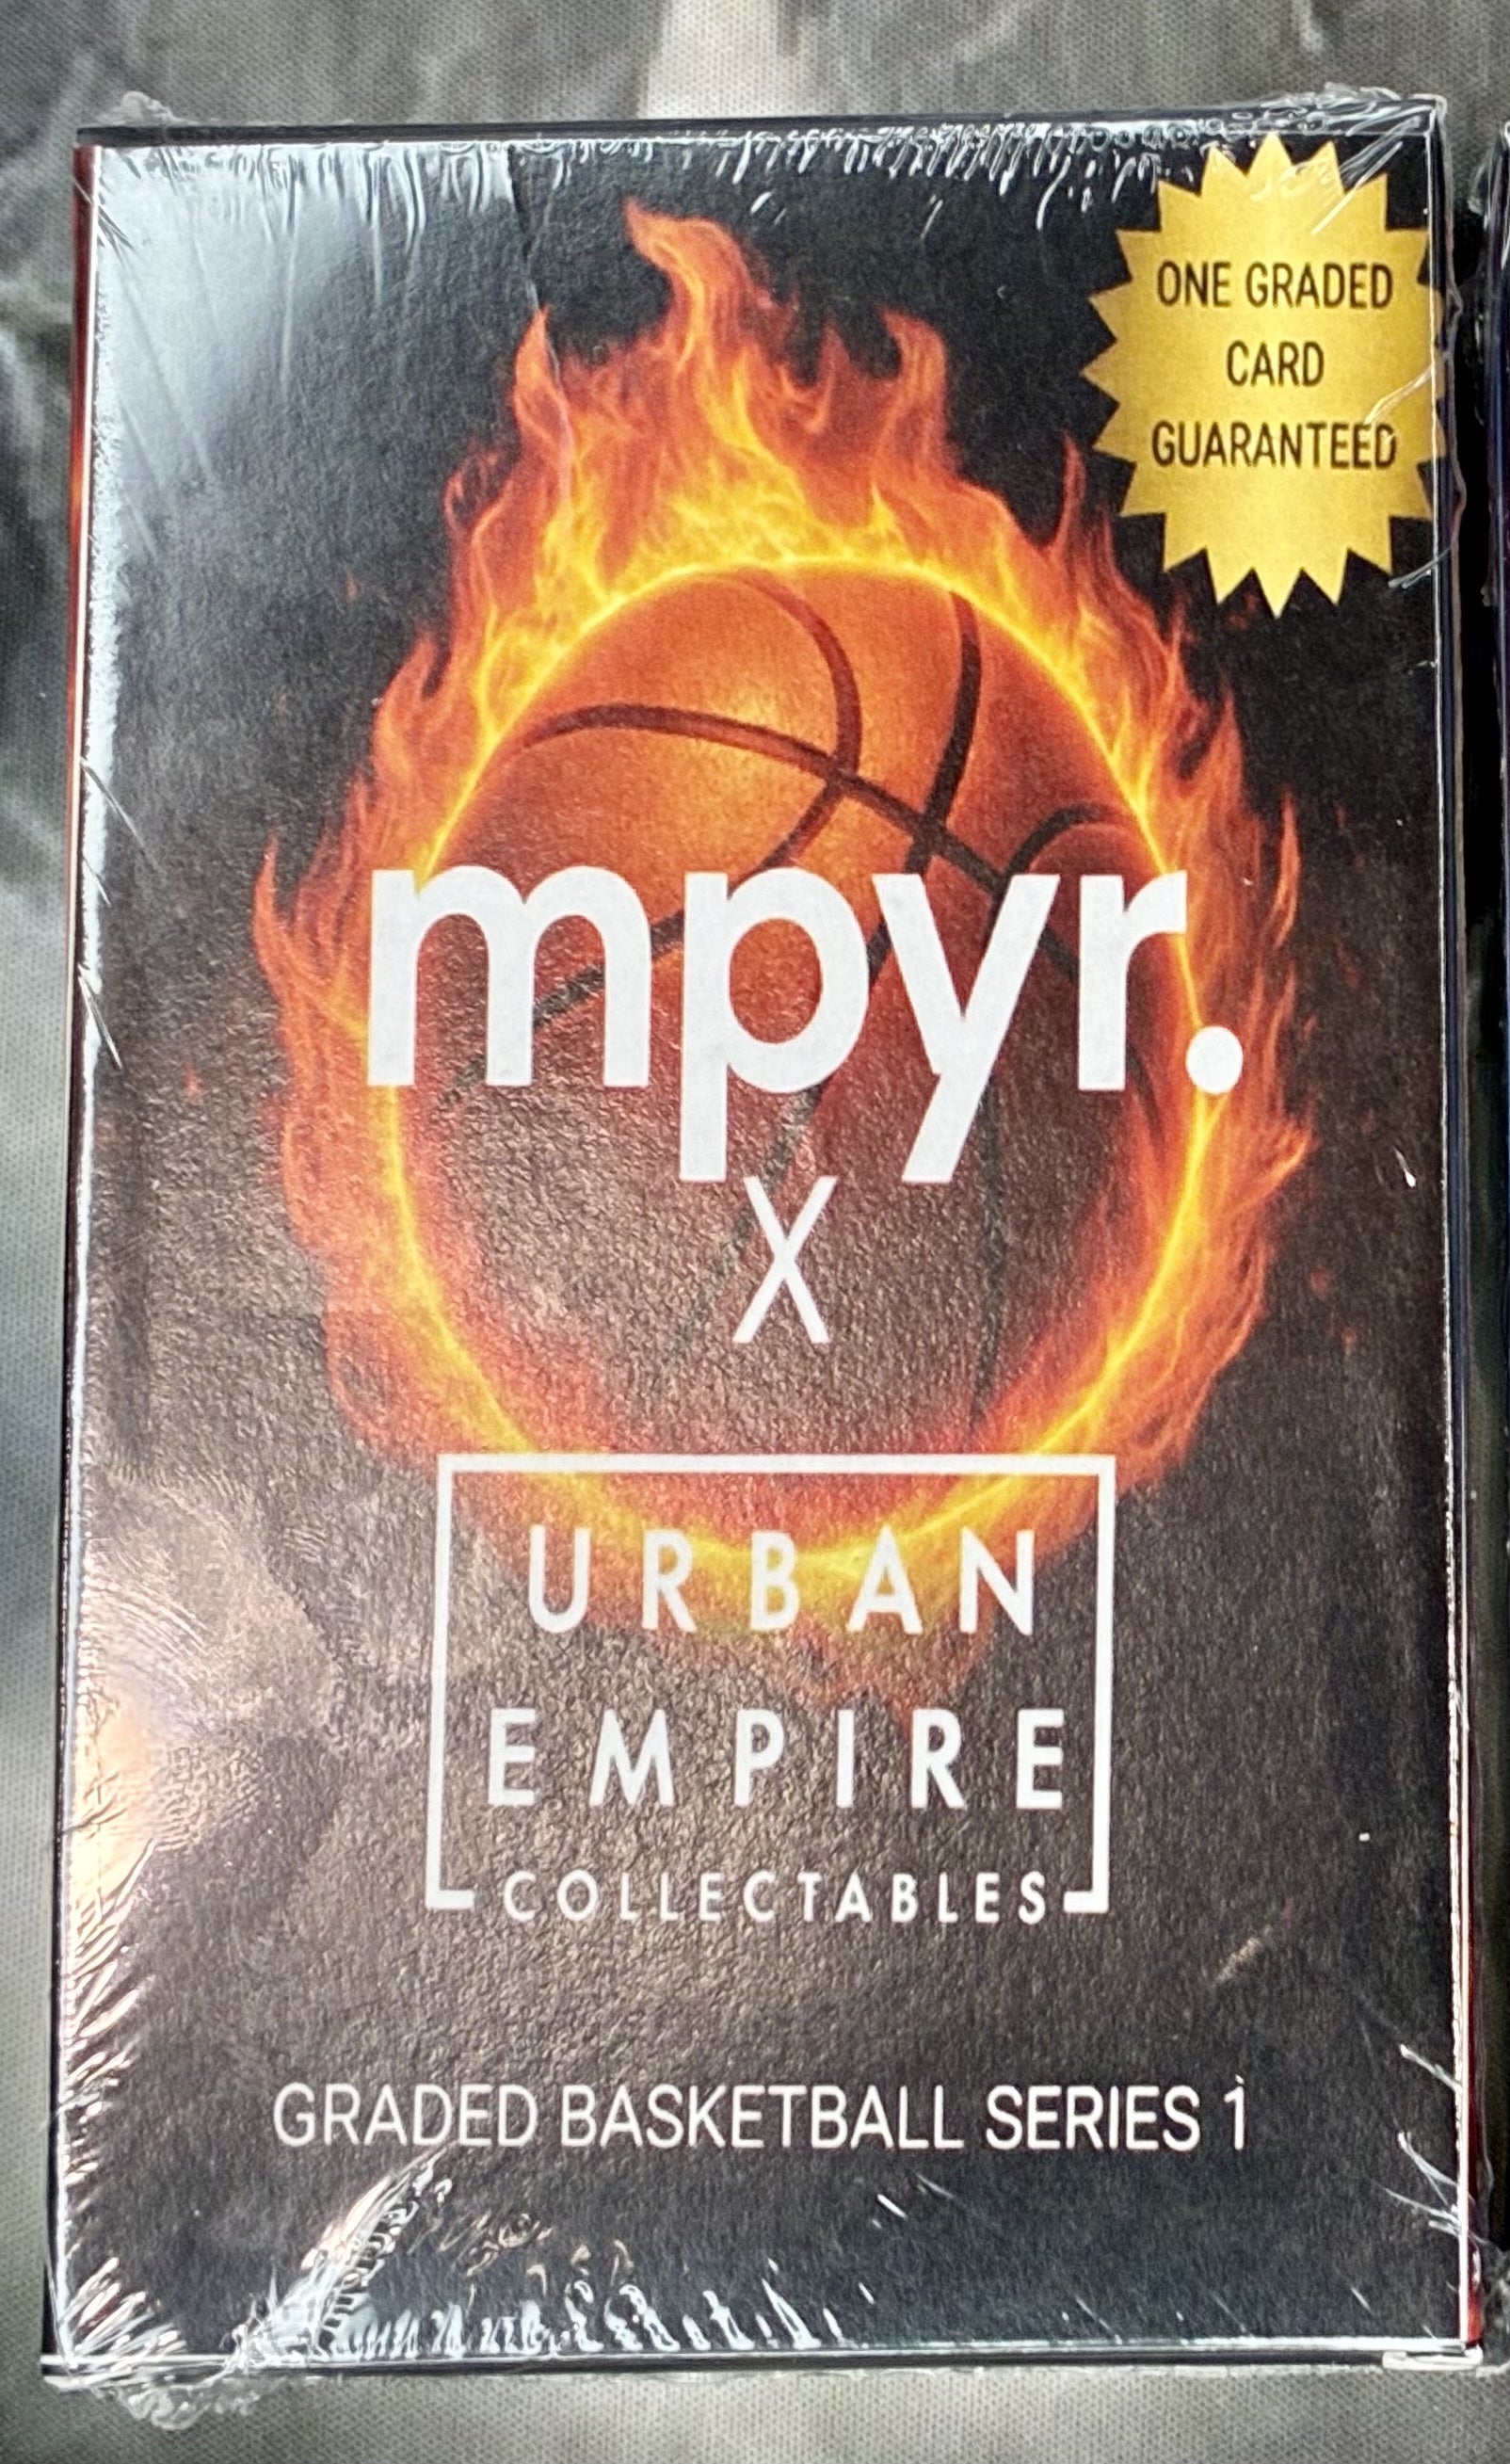 ONE GRADED
CARD
GUARANTEED
mpyr.
X
URBAN
EMPIRE
COLLECTABLES
GRADED BASKETBALL SERIES 1